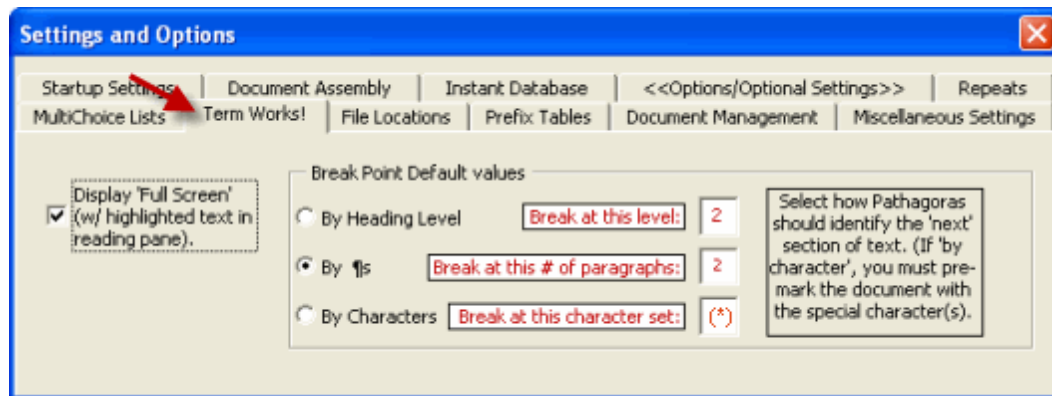 Settings and Options
Startup Settings Document Assembly Instant Database <<Options/Optional Settings>> Repeats
MultiChoice Lists Term Works! File Locations Prefix Tables Document Management Miscellaneous Settings
Display 'Full Screen'
(w/ highlighted text in
reading pane).
Break Point Default values
By Heading Level Break at this level: 2
By ¶s Break at this # of paragraphs: 2
By Characters Break at this character set: (*)
Select how Pathagoras
should identify the 'next'
section of text. (If 'by
character', you must pre-
mark the document with
the special character(s).